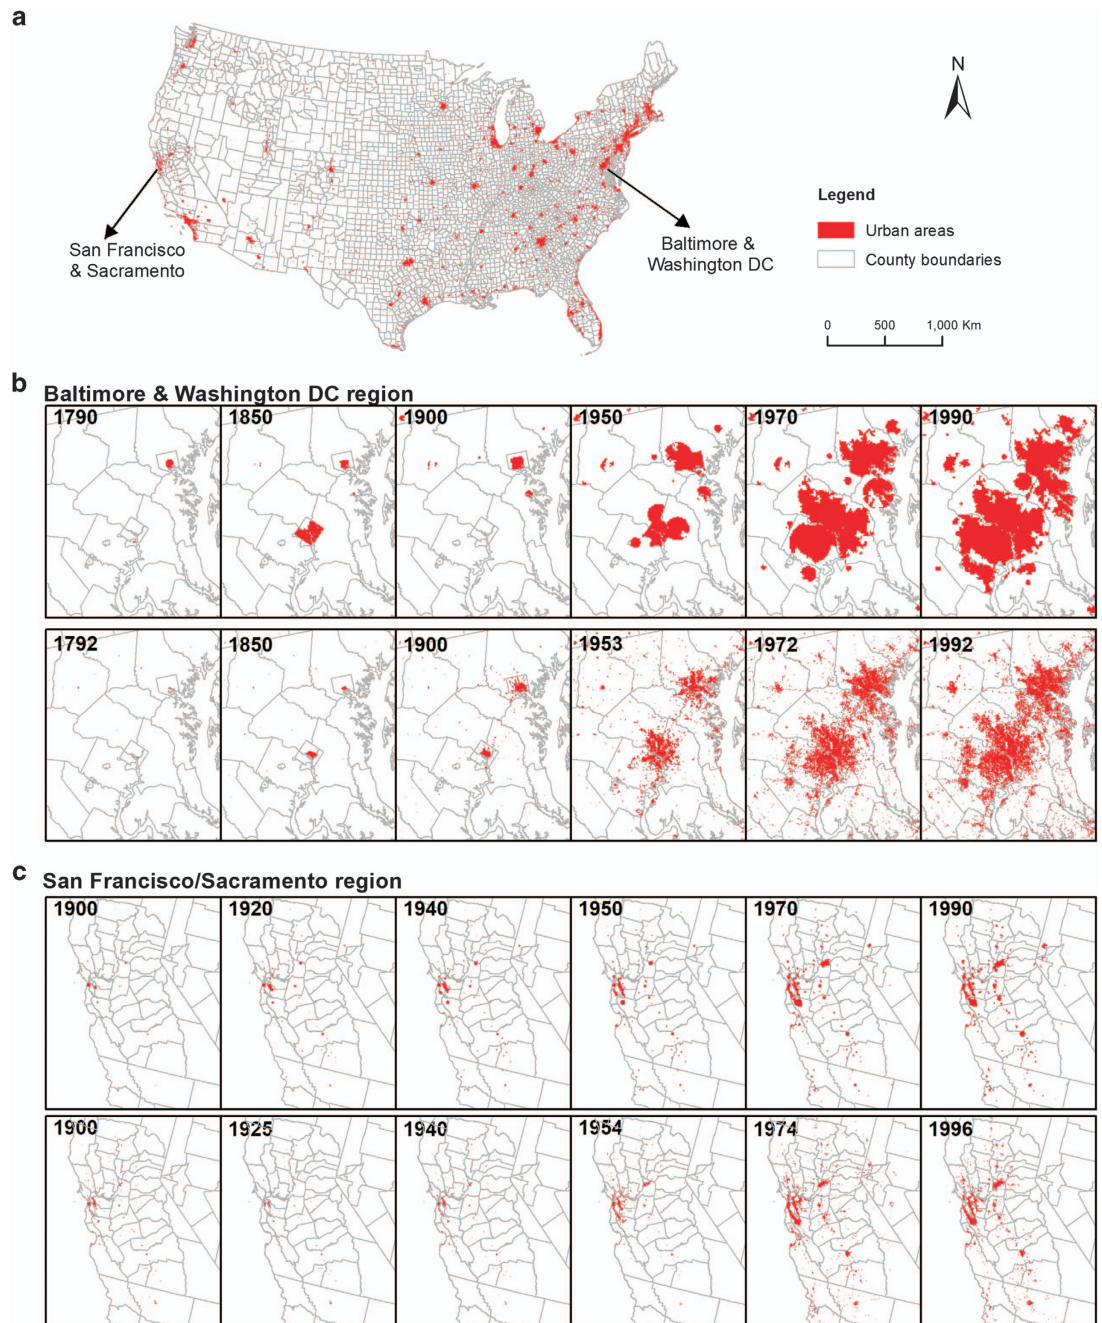 a
N
Legend
Urban areas
County boundaries
0 500 1,000 Km
San Francisco
& Sacramento
Baltimore &
Washington DC
b Baltimore & Washington DC region
1790 1850 1900 1950 1970 1990
1792 1850 1900 1953 1972 1992
c San Francisco/Sacramento region
1900 1920 1940 1950 1970 1990
1900 1925 1940 1954 1974 1996